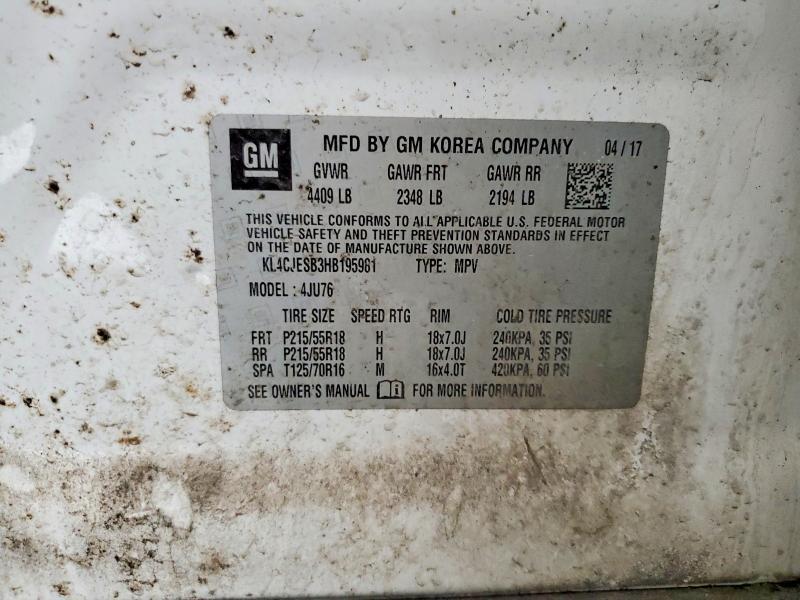 GM
MFD BY GM KOREA COMPANY 04 / 17
GVWR GAWR FRT GAWR RR
4409 LB 2348 LB 2194 LB
THIS VEHICLE CONFORMS TO ALL APPLICABLE U.S. FEDERAL MOTOR
VEHICLE SAFETY AND THEFT PREVENTION STANDARDS IN EFFECT
ON THE DATE OF MANUFACTURE SHOWN ABOVE.
KL4CJESB3HB195961 TYPE: MPV
MODEL : 4JU76
TIRE SIZE SPEED RTG RIM COLD TIRE PRESSURE
FRT P215/55R18 H 18x7.0J 240KPA, 35 PSI
RR P215/55R18 H 18x7.0J 240KPA, 35 PSI
SPA T125/70R16 M 16x4.0T 420KPA, 60 PSI
SEE OWNER'S MANUAL FOR MORE INFORMATION.